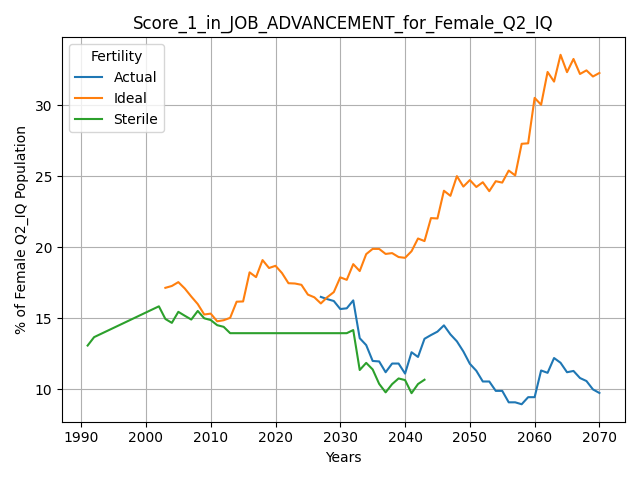 Score_1_in_JOB_ADVANCEMENT_for_Female_Q2_IQ
Fertility
Actual
Ideal
Sterile
% of Female Q2_IQ Population
30
25
20
15
10
1990 2000 2010 2020 2030 2040 2050 2060 2070
Years